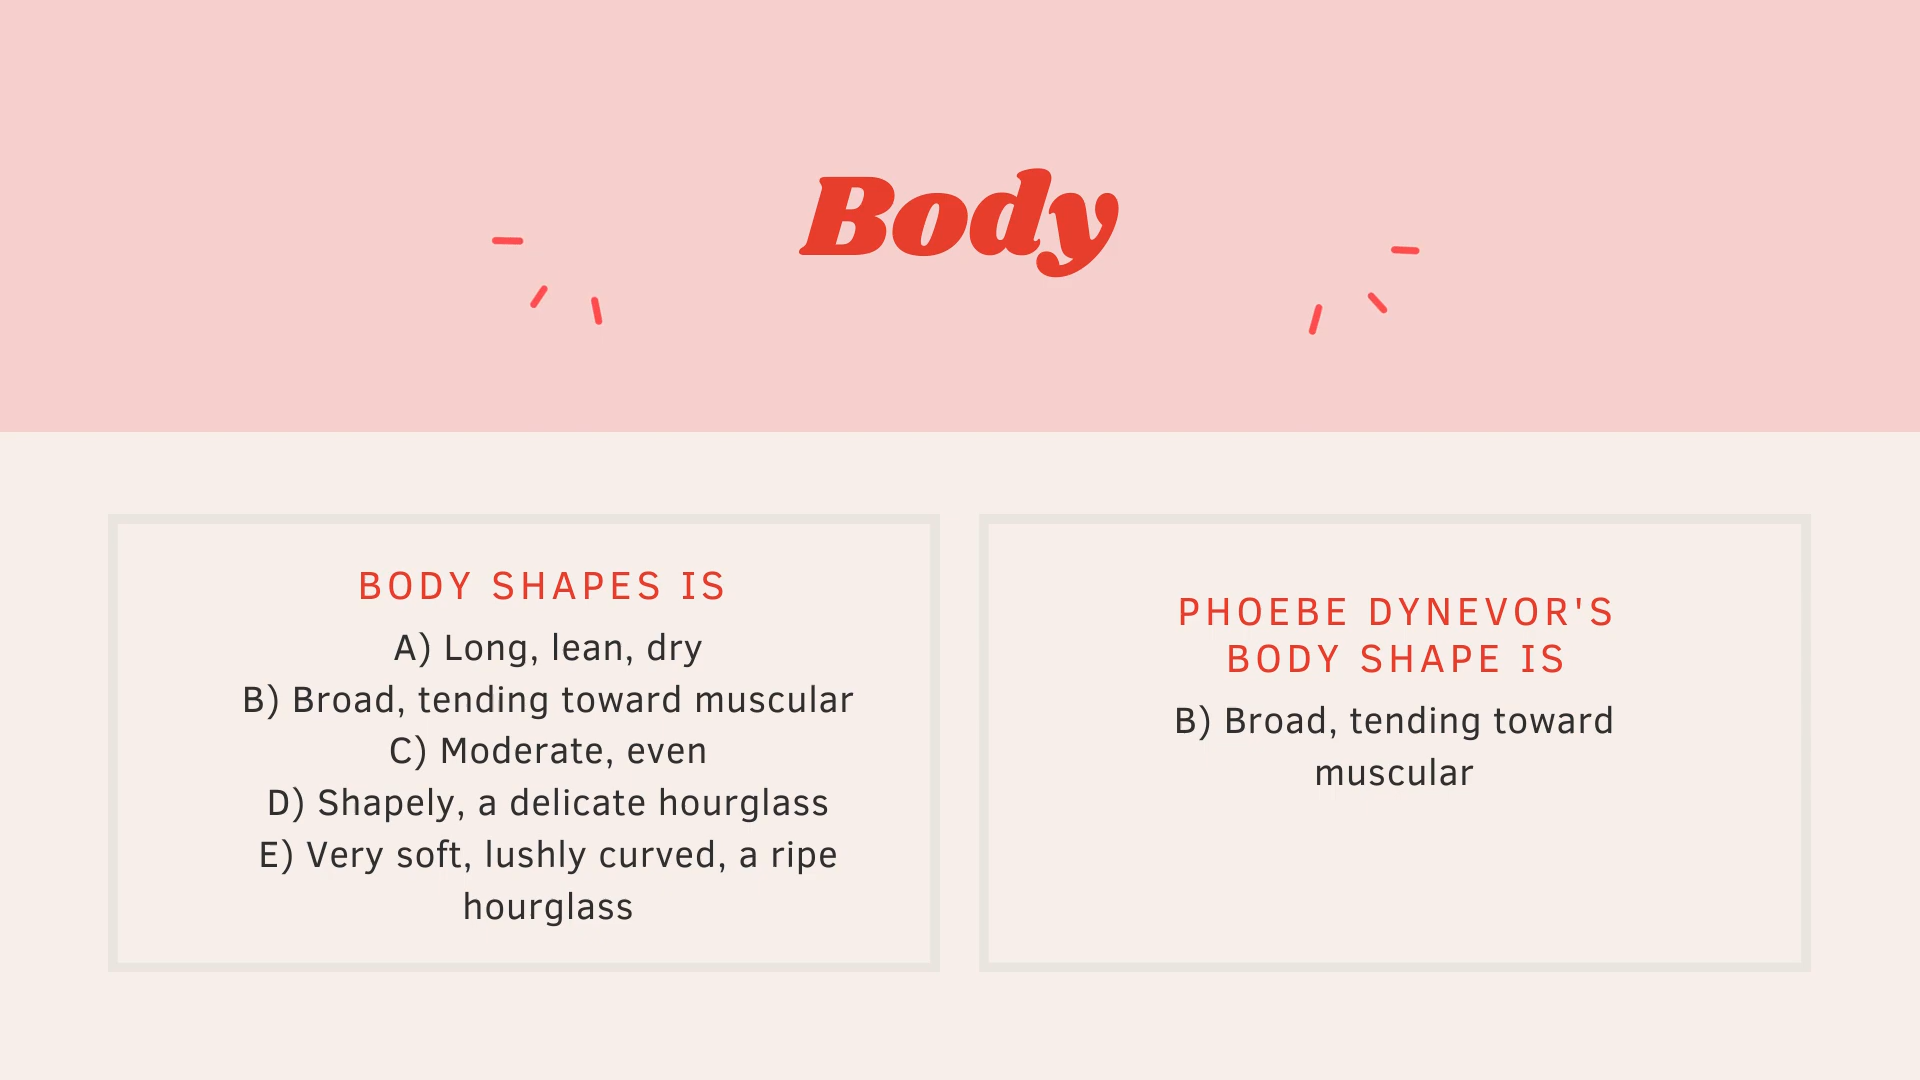 Body
BODY SHAPES IS
A) Long, lean, dry
B) Broad, tending toward muscular
C) Moderate, even
D) Shapely, a delicate hourglass
E) Very soft, lushly curved, a ripe
hourglass
PHOEBE DYNEVOR'S
BODY SHAPE IS
B) Broad, tending toward
muscular